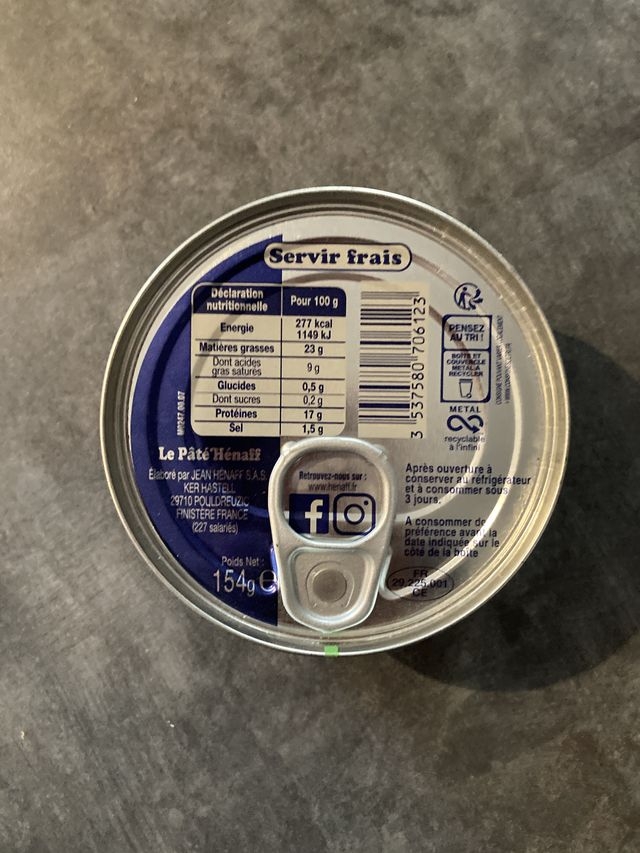 Servir frais
Déclaration
nutritionnelle
Pour 100 g
Energie
277 kcal
1149 kJ
Matières grasses
23 g
Dont acides
gras saturés
9 g
Glucides
0,5 g
Dont sucres
0,2 g
Protéines
17 g
Sel
1,5 g
3 537580 706123
PENSEZ
AU TRI !
BOÎTE ET
COUVERCLE
MÉTAL À
RECYCLER
METAL
recyclable
à l'infini
Le Pâté Hénaff
Élaboré par JEAN HÉNAFF S.A.S
KER HASTELL
29710 POULDREUZIC
FINISTÈRE FRANCE
(227 salariés)
Poids Net :
154g e
Retrouvez-nous sur :
www.henaff.fr
f
Après ouverture à
conserver au réfrigérateur
et à consommer sous
3 jours.
A consommer de
préférence avant la
date indiquée sur le
côté de la boîte
FR
29.225.001
CE